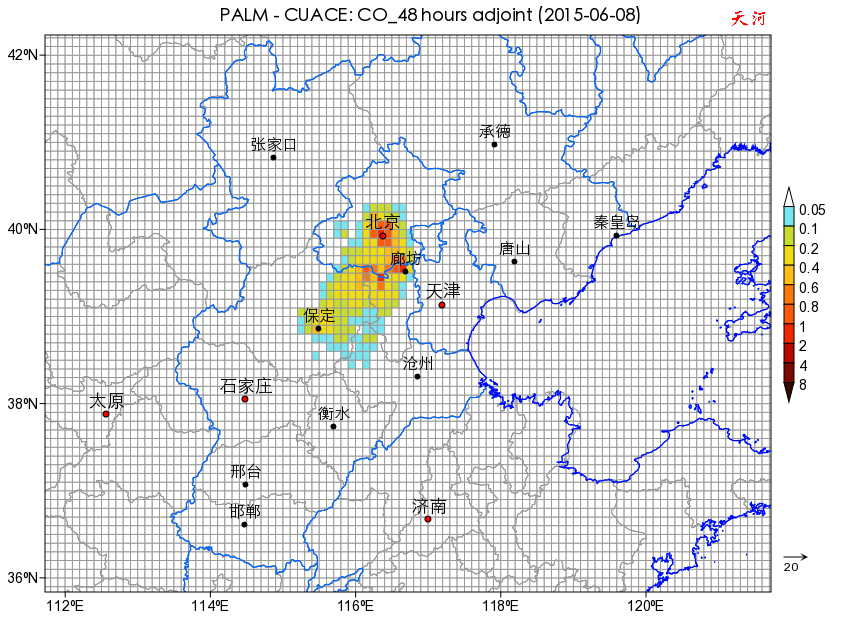 PALM - CUACE: CO_48 hours adjoint (2015-06-08)
天河
42°N
承德
张家口
北京
秦皇岛
0.05
40°N
0.1
唐山
廊坊
0.2
0.4
天津
0.6
保定
0.8
1
2
沧州
4
石家庄
8
太原
38°N
衡水
邢台
济南
邯郸
20
36°N
112°E
114°E
116°E
118°E
120°E